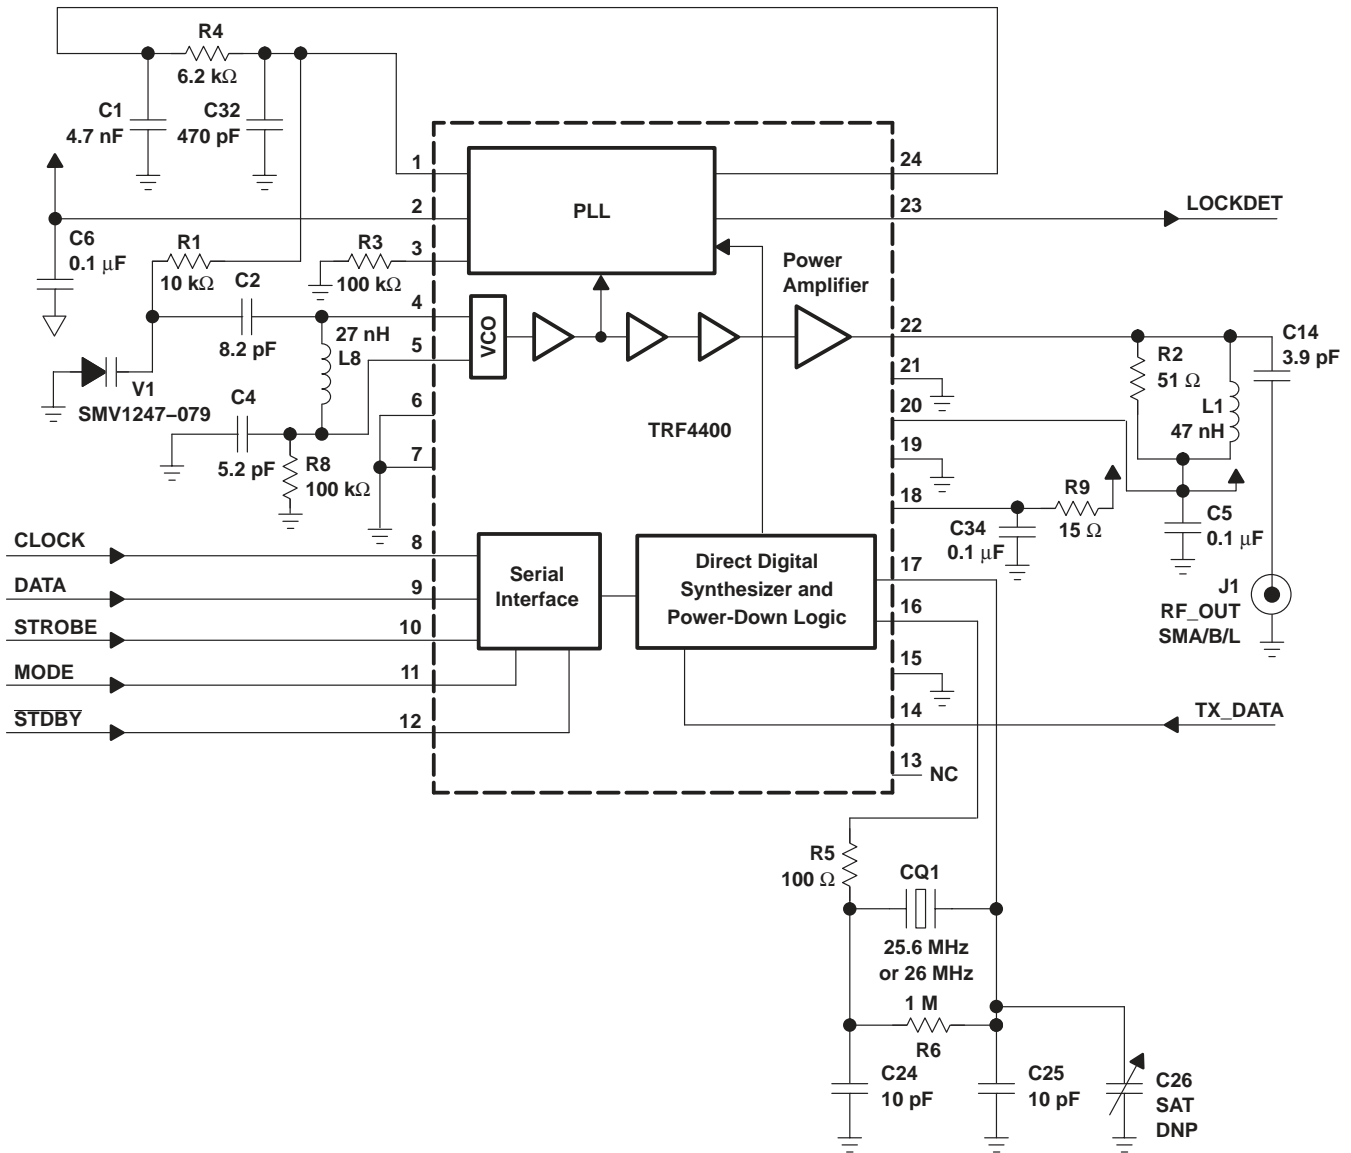 R4
6.2 kΩ
C1
4.7 nF
C32
470 pF
1
24
2
PLL
23
LOCKDET
C6
0.1 μF
R1
10 kΩ
R3
100 kΩ
3
Power
Amplifier
C2
8.2 pF
4
27 nH
L8
VCO
22
C14
3.9 pF
5
R2
51 Ω
V1
SMV1247–079
21
C4
5.2 pF
6
20
L1
47 nH
TRF4400
7
R8
100 kΩ
19
18
R9
15 Ω
C34
0.1 μF
C5
0.1 μF
CLOCK
8
Serial
Interface
Direct Digital
Synthesizer and
Power-Down Logic
17
DATA
9
16
J1
RF_OUT
SMA/B/L
STROBE
10
15
MODE
11
STDBY
12
14
TX_DATA
13
NC
R5
100 Ω
CQ1
25.6 MHz
or 26 MHz
1 M
R6
C24
10 pF
C25
10 pF
C26
SAT
DNP